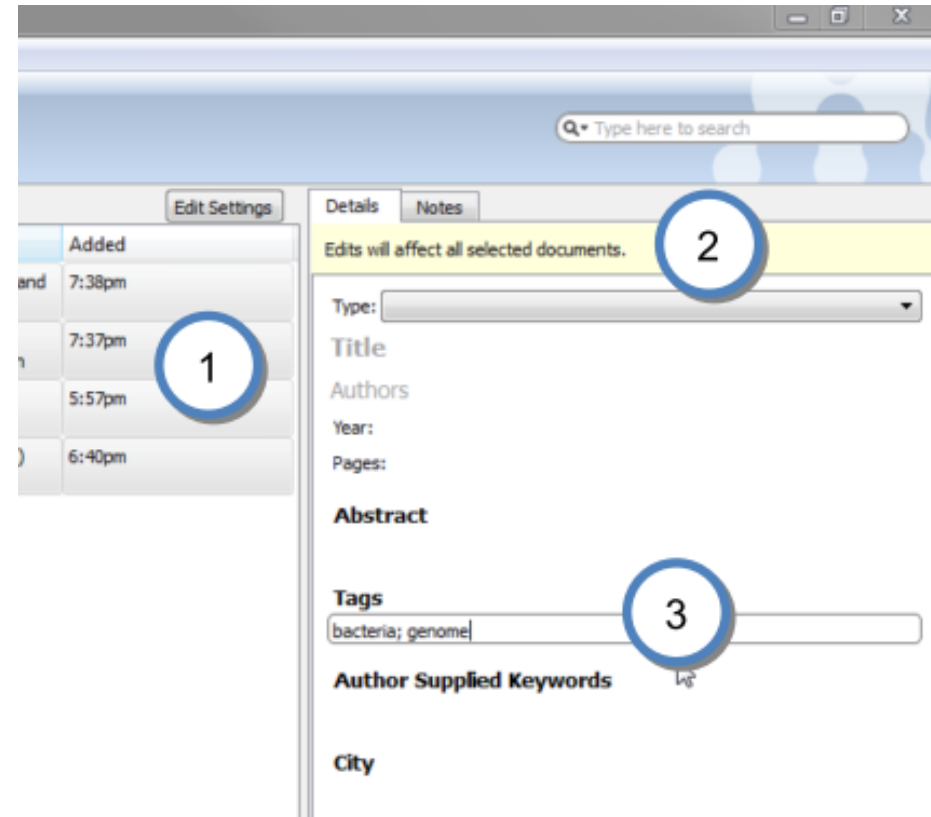 Type here to search
Edit Settings
Details Notes
Added
Edits will affect all selected documents.
2
and 7:38pm
Type:
7:37pm
1
Title
n
Authors
5:57pm
Year:
) 6:40pm
Pages:
Abstract
Tags
3
bacteria; genome
Author Supplied Keywords
City